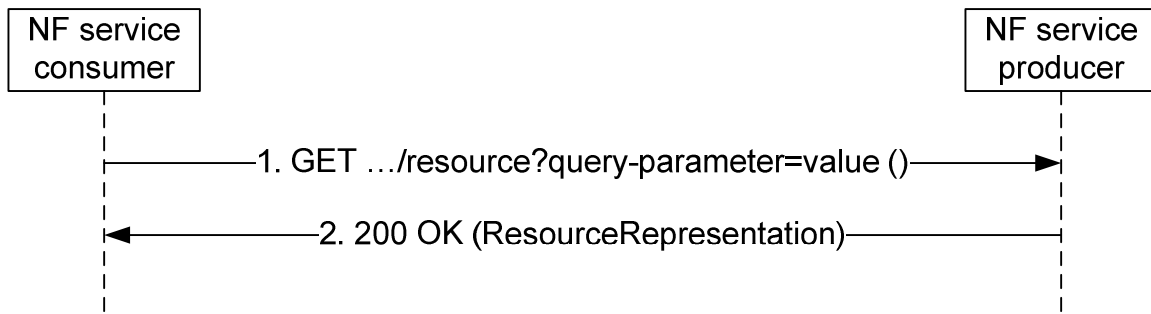 NF service
consumer
NF service
producer
1. GET …/resource?query-parameter=value ()
2. 200 OK (ResourceRepresentation)